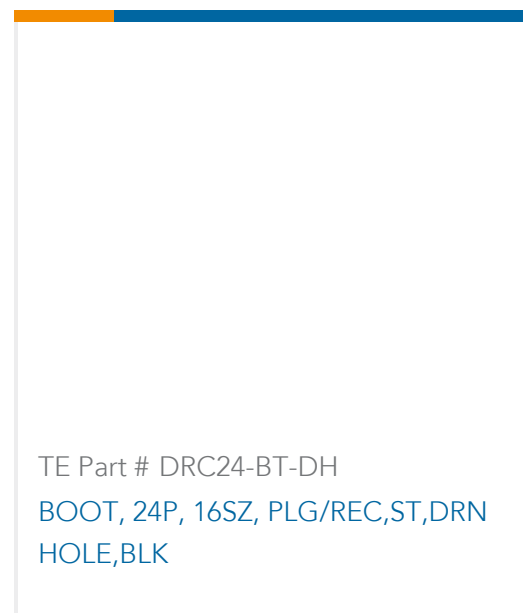 TE Part # DRC24-BT-DH
BOOT, 24P, 16SZ, PLG/REC,ST,DRN
HOLE,BLK